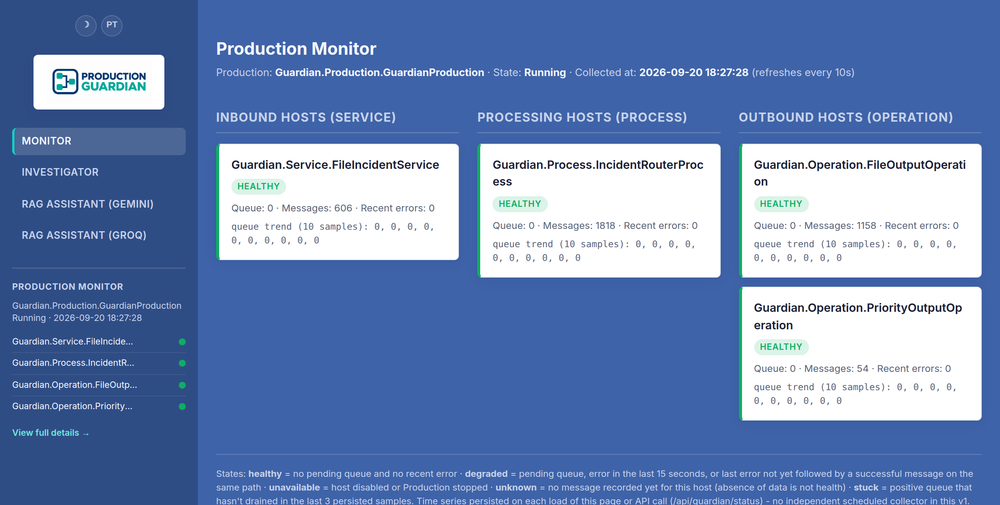 PT
PRODUCTION
GUARDIAN
MONITOR
INVESTIGATOR
RAG ASSISTANT (GEMINI)
RAG ASSISTANT (GROQ)
PRODUCTION MONITOR
Guardian.Production.GuardianProduction
Running · 2026-09-20 18:27:28
Guardian.Service.FileIncide...
Guardian.Process.IncidentR...
Guardian.Operation.FileOutp...
Guardian.Operation.Priority...
View full details →
Production Monitor
Production: Guardian.Production.GuardianProduction · State: Running · Collected at: 2026-09-20 18:27:28 (refreshes every 10s)
INBOUND HOSTS (SERVICE)
Guardian.Service.FileIncidentService
HEALTHY
Queue: 0 · Messages: 606 · Recent errors: 0
queue trend (10 samples): 0, 0, 0, 0,
0, 0, 0, 0, 0, 0
PROCESSING HOSTS (PROCESS)
Guardian.Process.IncidentRouterProc
ess
HEALTHY
Queue: 0 · Messages: 1818 · Recent errors: 0
queue trend (10 samples): 0, 0, 0, 0,
0, 0, 0, 0, 0, 0
OUTBOUND HOSTS (OPERATION)
Guardian.Operation.FileOutputOperati
on
HEALTHY
Queue: 0 · Messages: 1158 · Recent errors: 0
queue trend (10 samples): 0, 0, 0, 0,
0, 0, 0, 0, 0, 0
Guardian.Operation.PriorityOutputOp
eration
HEALTHY
Queue: 0 · Messages: 54 · Recent errors: 0
queue trend (10 samples): 0, 0, 0, 0,
0, 0, 0, 0, 0, 0
States: healthy = no pending queue and no recent error · degraded = pending queue, error in the last 15 seconds, or last error not yet followed by a successful message on the
same path · unavailable = host disabled or Production stopped · unknown = no message recorded yet for this host (absence of data is not health) · stuck = positive queue that
hasn't drained in the last 3 persisted samples. Time series persisted on each load of this page or API call (/api/guardian/status) - no independent scheduled collector in this v1.